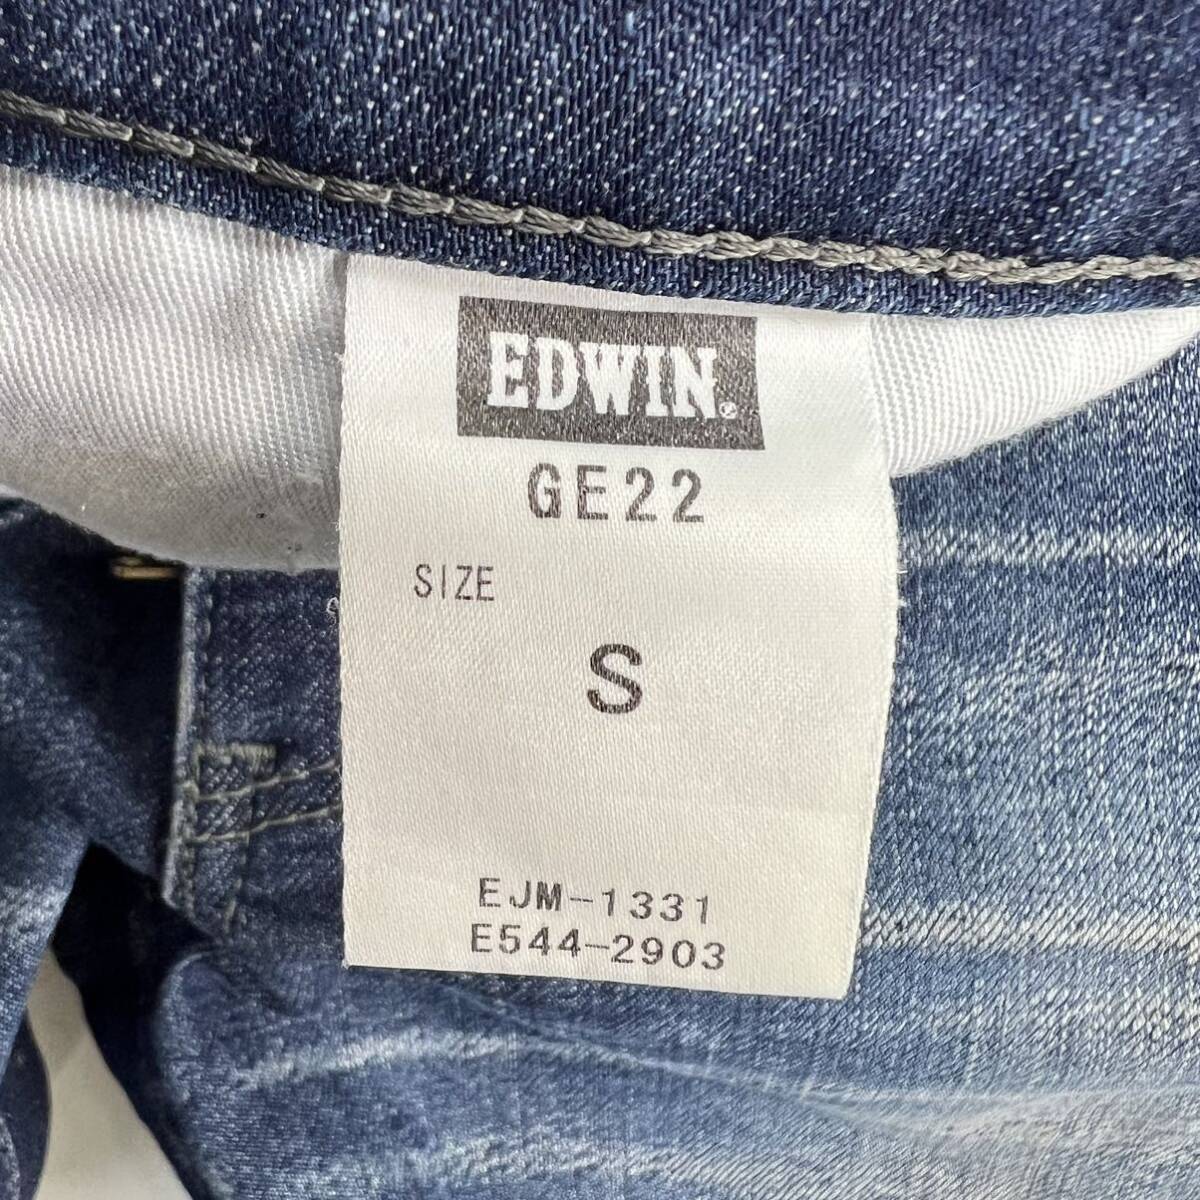 EDWIN
GE22
SIZE
S
EJM-1331
E544-2903